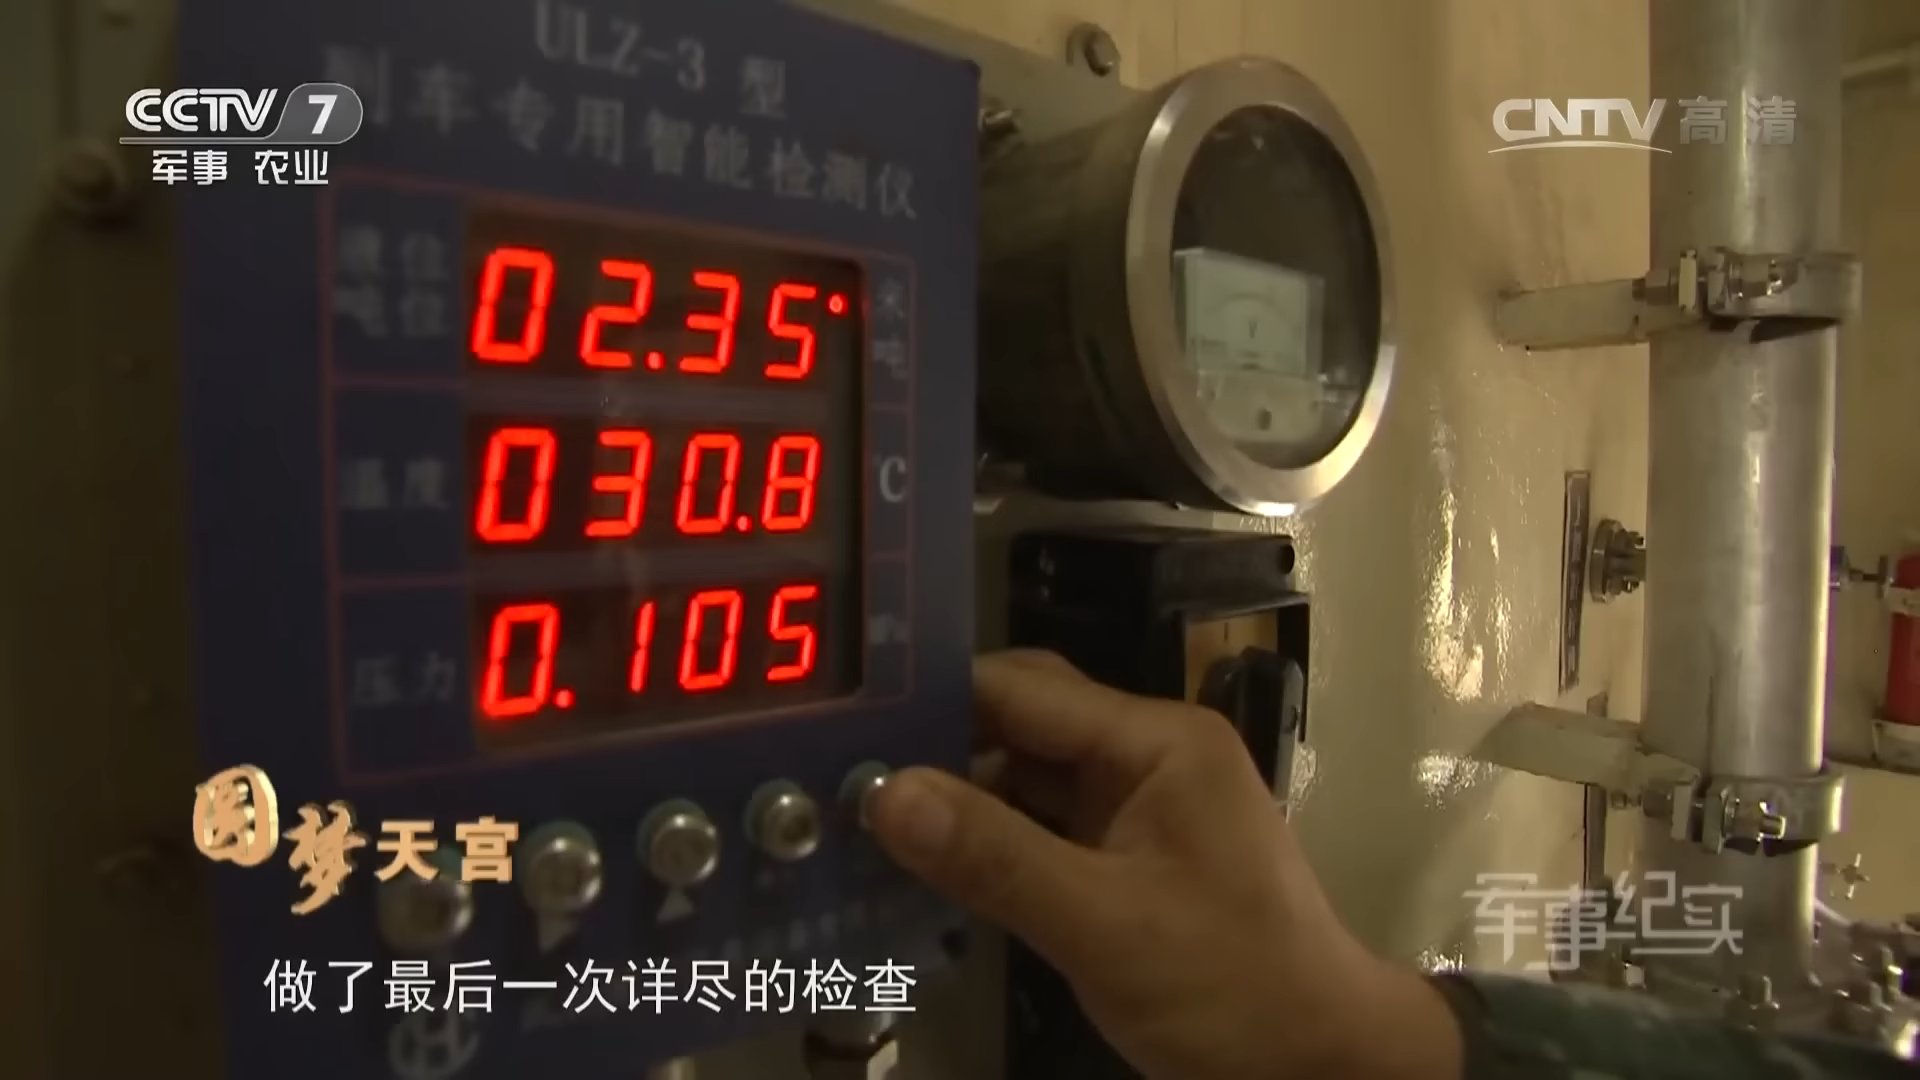 ULZ-3 型
列车专用智能检测仪
CCTV 7
军事 农业
CNTV 高清
液位
吨位
02.35
米
吨
温度
030.8
℃
压力
0.105
V
圆梦天宫
军事纪实
做了最后一次详尽的检查